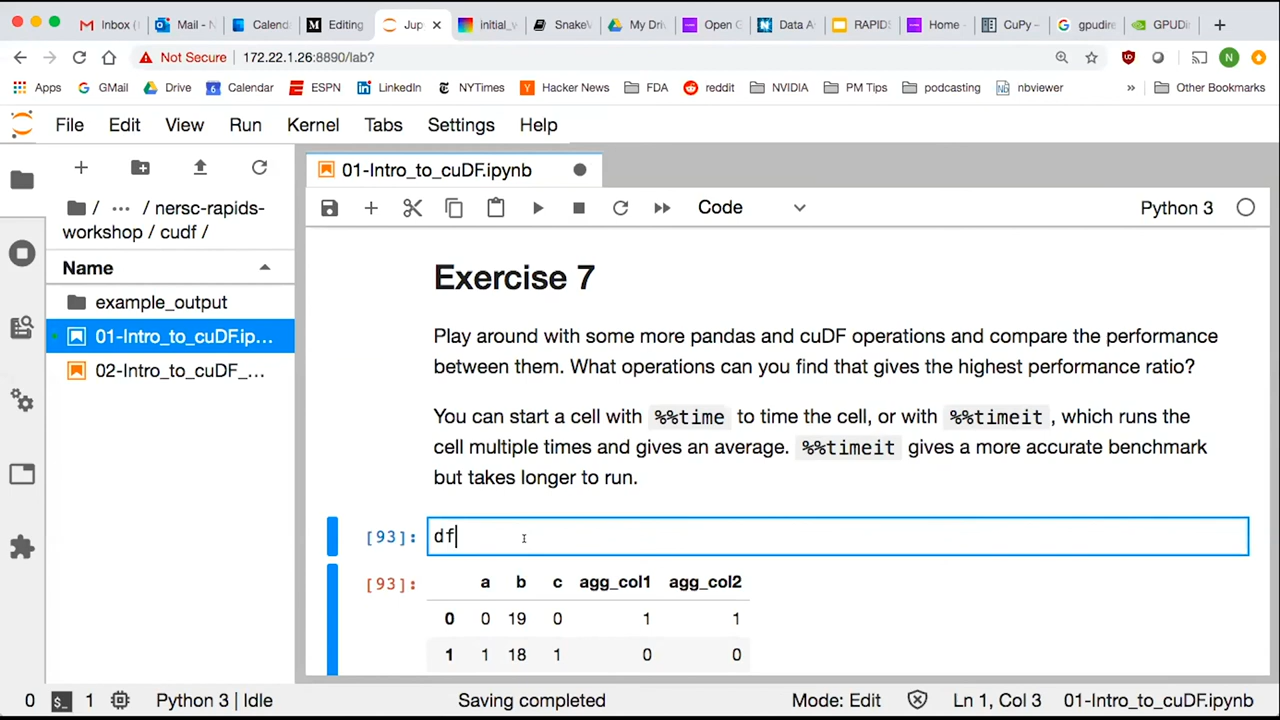 Inbox ( Mail - N Calend Editing Jup initial_v SnakeV My Dri Open G Data A RAPIDS Home - CuPy – gpudire GPUDi
Not Secure 172.22.1.26:8890/lab?
Apps GMail Drive Calendar ESPN LinkedIn NYTimes Hacker News FDA reddit NVIDIA PM Tips podcasting nbviewer » Other Bookmarks
File Edit View Run Kernel Tabs Settings Help
01-Intro_to_cuDF.ipynb
/ ... / nersc-rapids-
workshop / cudf /
Code Python 3
Name
example_output
01-Intro_to_cuDF.ip...
02-Intro_to_cuDF_...
Exercise 7
Play around with some more pandas and cuDF operations and compare the performance
between them. What operations can you find that gives the highest performance ratio?
You can start a cell with %%time to time the cell, or with %%timeit , which runs the
cell multiple times and gives an average. %%timeit gives a more accurate benchmark
but takes longer to run.
[93]: df
[93]: a b c agg_col1 agg_col2
0 0 19 0 1 1
1 1 18 1 0 0
0 $_ 1 Python 3 | Idle Saving completed Mode: Edit Ln 1, Col 3 01-Intro_to_cuDF.ipynb